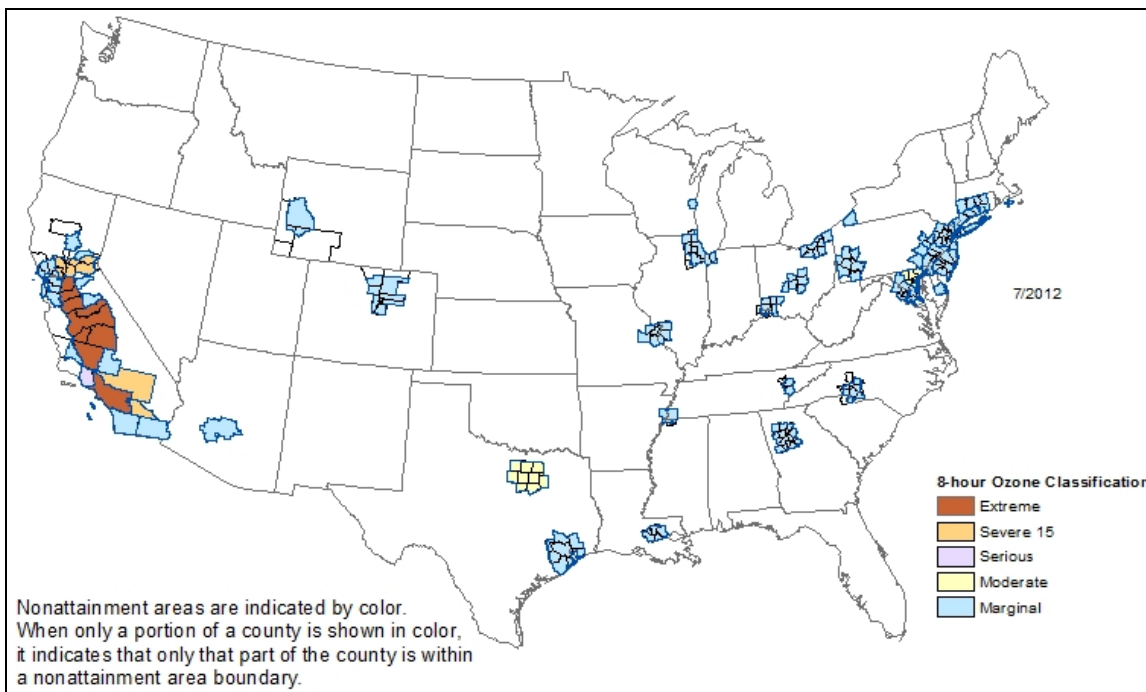 7/2012
8-hour Ozone Classification
Extreme
Severe 15
Serious
Moderate
Marginal
Nonattainment areas are indicated by color.
When only a portion of a county is shown in color,
it indicates that only that part of the county is within
a nonattainment area boundary.